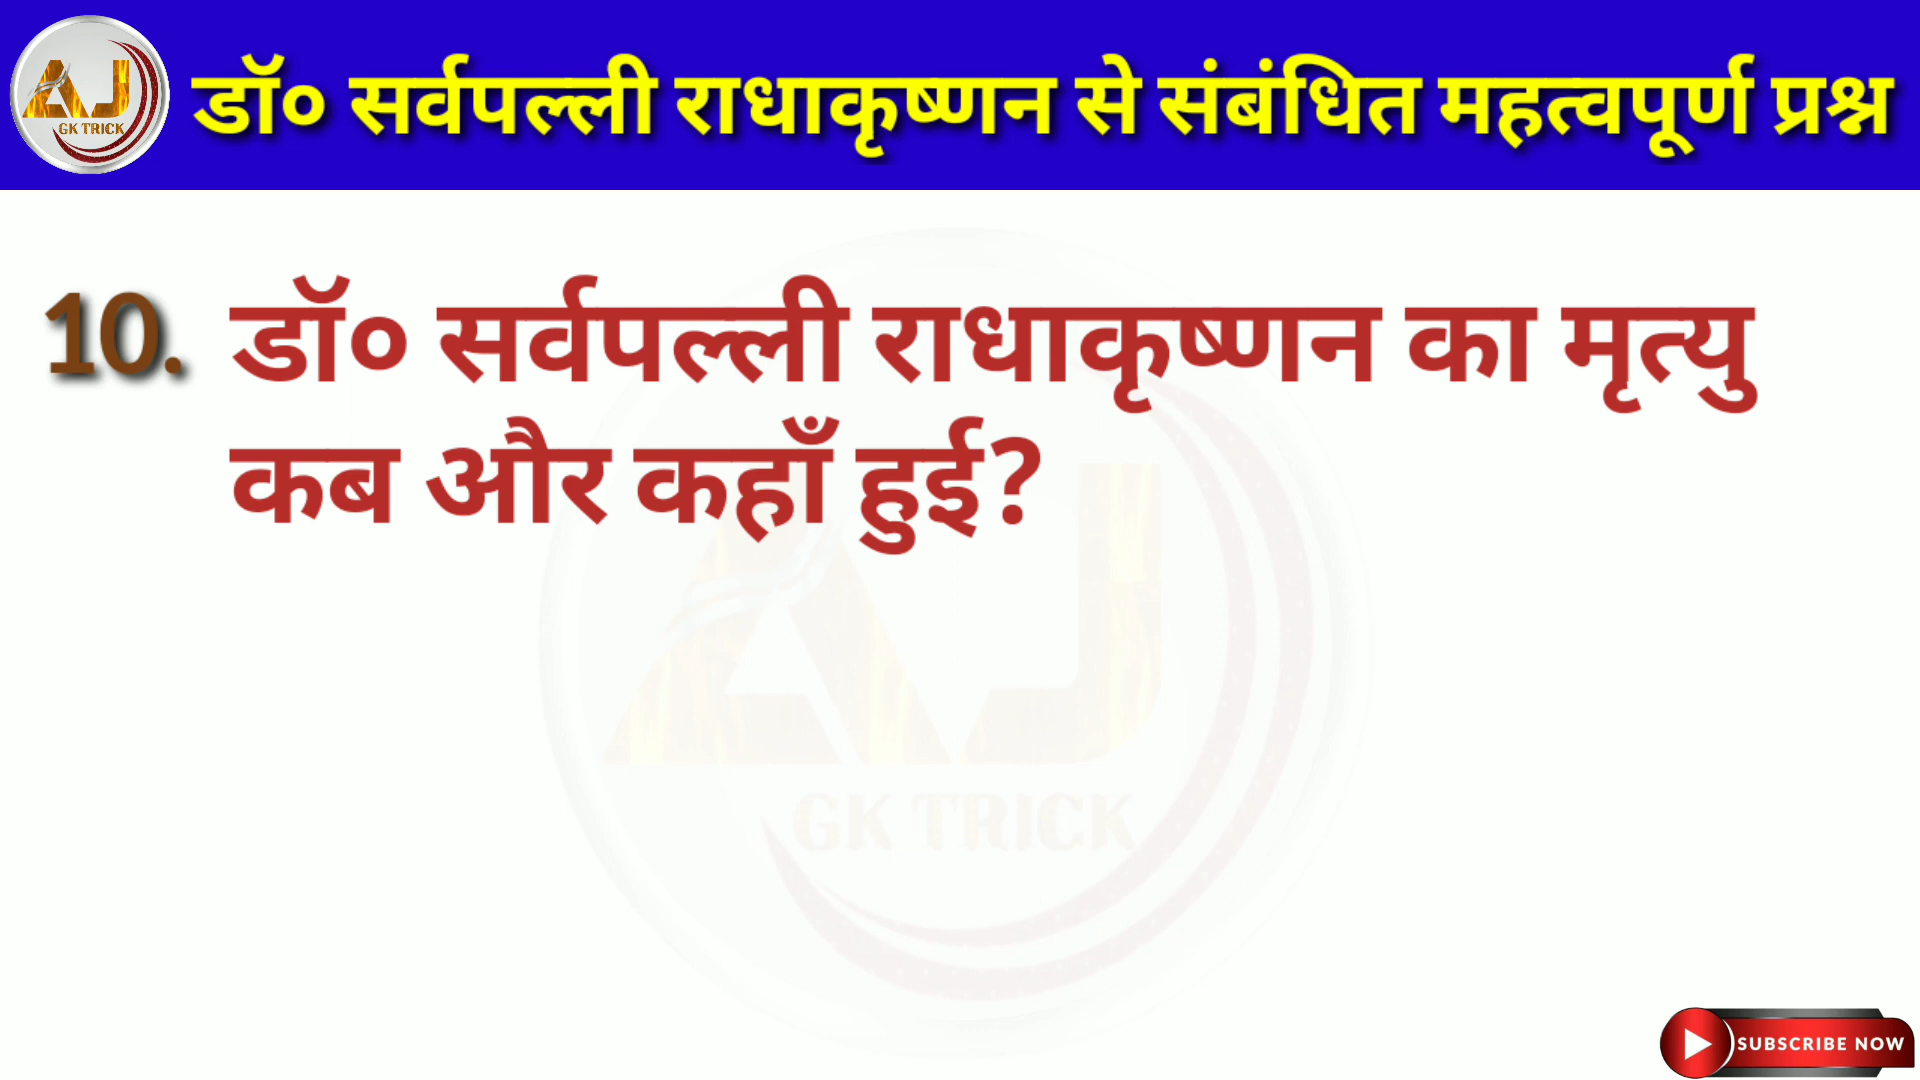 AJ
GK TRICK
डॉ० सर्वपल्ली राधाकृष्णन से संबंधित महत्वपूर्ण प्रश्न
10. डॉ० सर्वपल्ली राधाकृष्णन का मृत्यु
कब और कहाँ हुई?
AJ
GK TRICK
SUBSCRIBE NOW